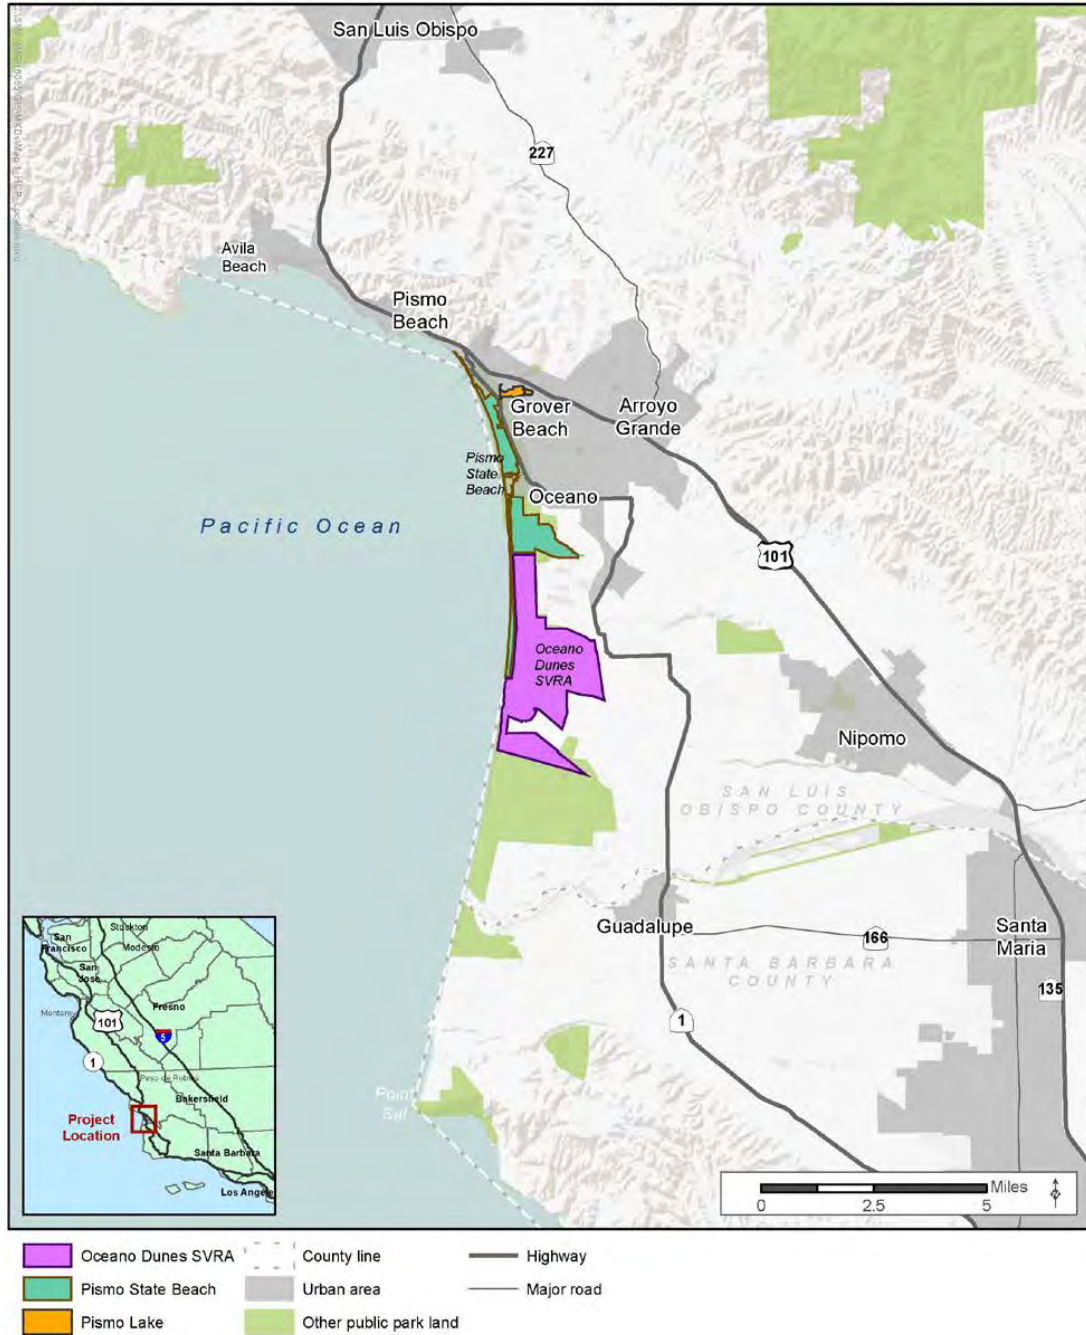 San Luis Obispo
227
Avila
Beach
Pismo
Beach
Grover
Beach
Arroyo
Grande
Pismo
State
Beach
Oceano
Pacific Ocean
101
Oceano
Dunes
SVRA
Nipomo
SAN LUIS
OBISPO COUNTY
Guadalupe
166
Santa
Maria
SANTA BARBARA
COUNTY
135
1
Point
Sal
San
Francisco
Stockton
Modesto
San
Jose
Monterey
Fresno
101
5
1
Paso de Robles
Bakersfield
Project
Location
Santa Barbara
Los Angele
Miles
0
2.5
5
Oceano Dunes SVRA
County line
Highway
Pismo State Beach
Urban area
Major road
Pismo Lake
Other public park land